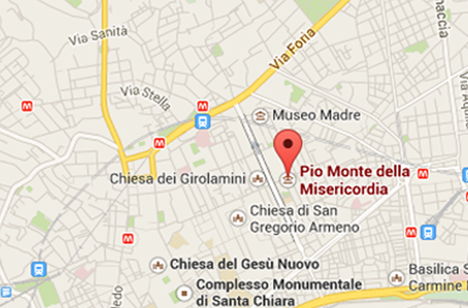 Via Sanità
Via Foria
Via Stella
Museo Madre
Pio Monte della
Misericordia
Chiesa dei Girolamini
Chiesa di San
Gregorio Armeno
Chiesa del Gesù Nuovo
Complesso Monumentale
di Santa Chiara
Basilica S
Carmine